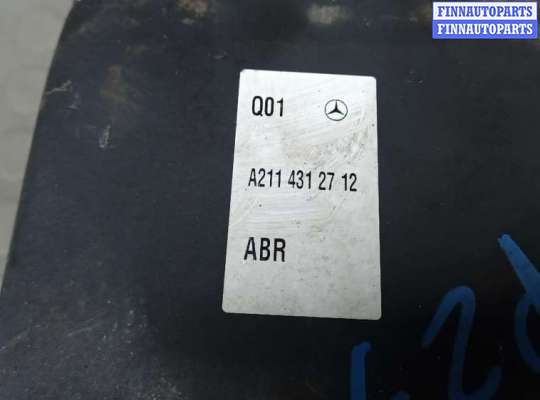 FINNAUTOPARTS
FINNAUTOPARTS
Q01
A211 431 27 12
ABR